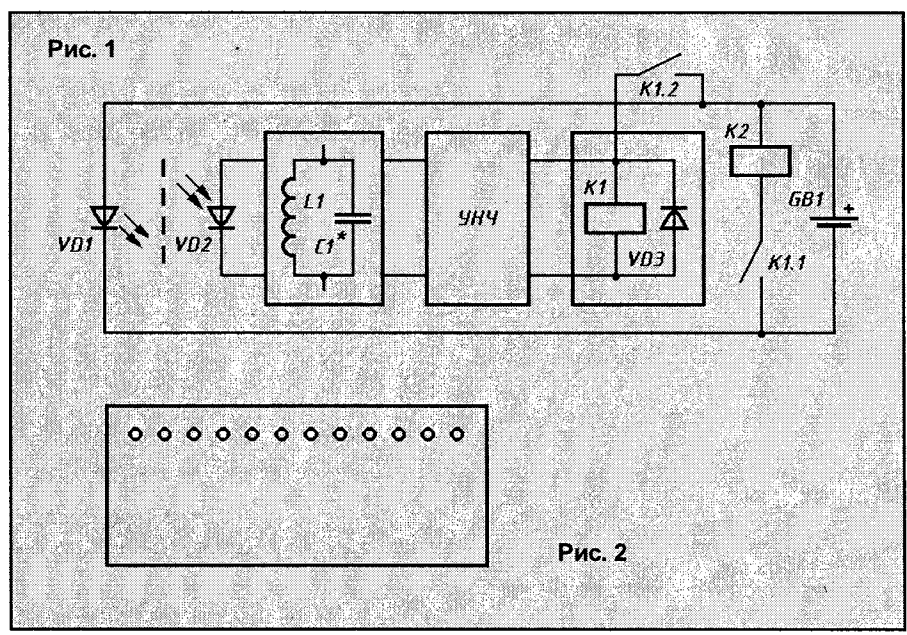 Рис. 1
K1.2
K2
GB1
+
K1
L1
C1*
УНЧ
VD1
VD2
VD3
K1.1
Рис. 2